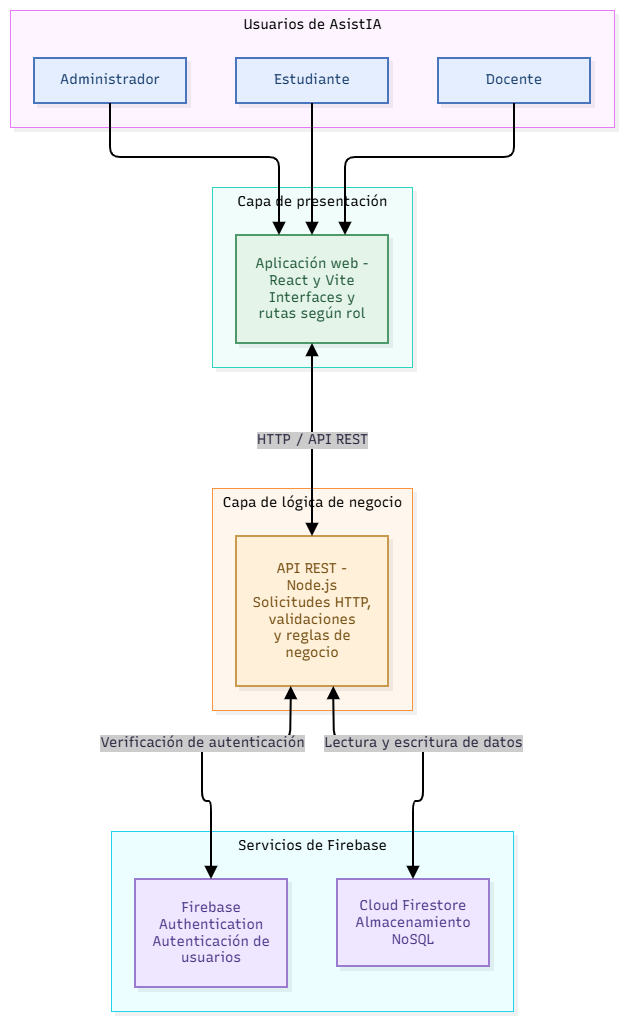 Usuarios de AsistIA
Administrador
Estudiante
Docente
Capa de presentación
Aplicación web -
React y Vite
Interfaces y
rutas según rol
HTTP / API REST
Capa de lógica de negocio
API REST -
Node.js
Solicitudes HTTP,
validaciones
y reglas de
negocio
Verificación de autenticación
Lectura y escritura de datos
Servicios de Firebase
Firebase
Authentication
Autenticación de
usuarios
Cloud Firestore
Almacenamiento
NoSQL